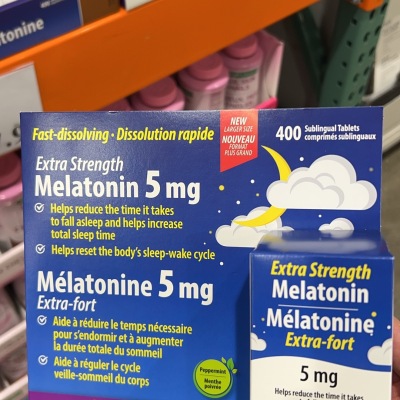 tonine
Fast-dissolving · Dissolution rapide
NEW
LARGER SIZE
NOUVEAU
FORMAT
PLUS GRAND
400 Sublingual Tablets
comprimés sublinguaux
Extra Strength
Melatonin 5 mg
Helps reduce the time it takes
to fall asleep and helps increase
total sleep time
Helps reset the body's sleep-wake cycle
Mélatonine 5 mg
Extra-fort
Aide à réduire le temps nécessaire
pour s'endormir et à augmenter
la durée totale du sommeil
Aide à réguler le cycle
veille-sommeil du corps
Peppermint
Menthe
poivrée
Extra Strength
Melatonin
Mélatonine
Extra-fort
5 mg
Helps reduce the time it takes